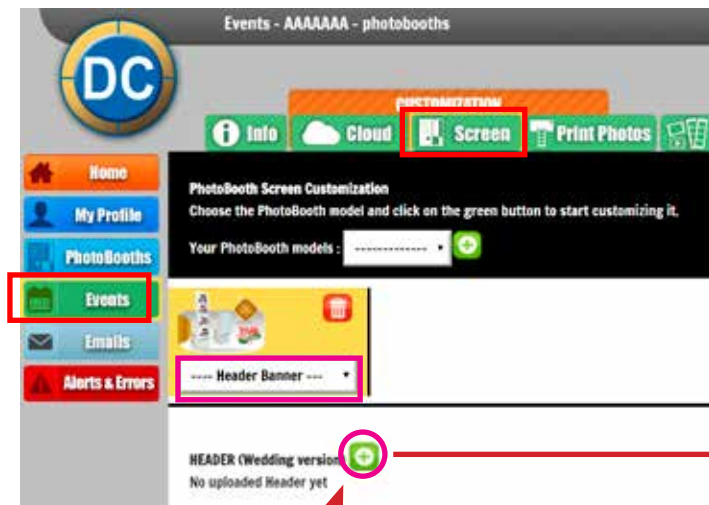 Events - AAAAAAA - photobooths
DC
CUSTOMIZATION
Info
Cloud
Screen
Print Photos
Home
My Profile
PhotoBooths
Events
Emails
Alerts & Errors
PhotoBooth Screen Customization
Choose the PhotoBooth model and click on the green button to start customizing it.
Your PhotoBooth models : -------------
---- Header Banner ---
HEADER (Wedding version)
No uploaded Header yet